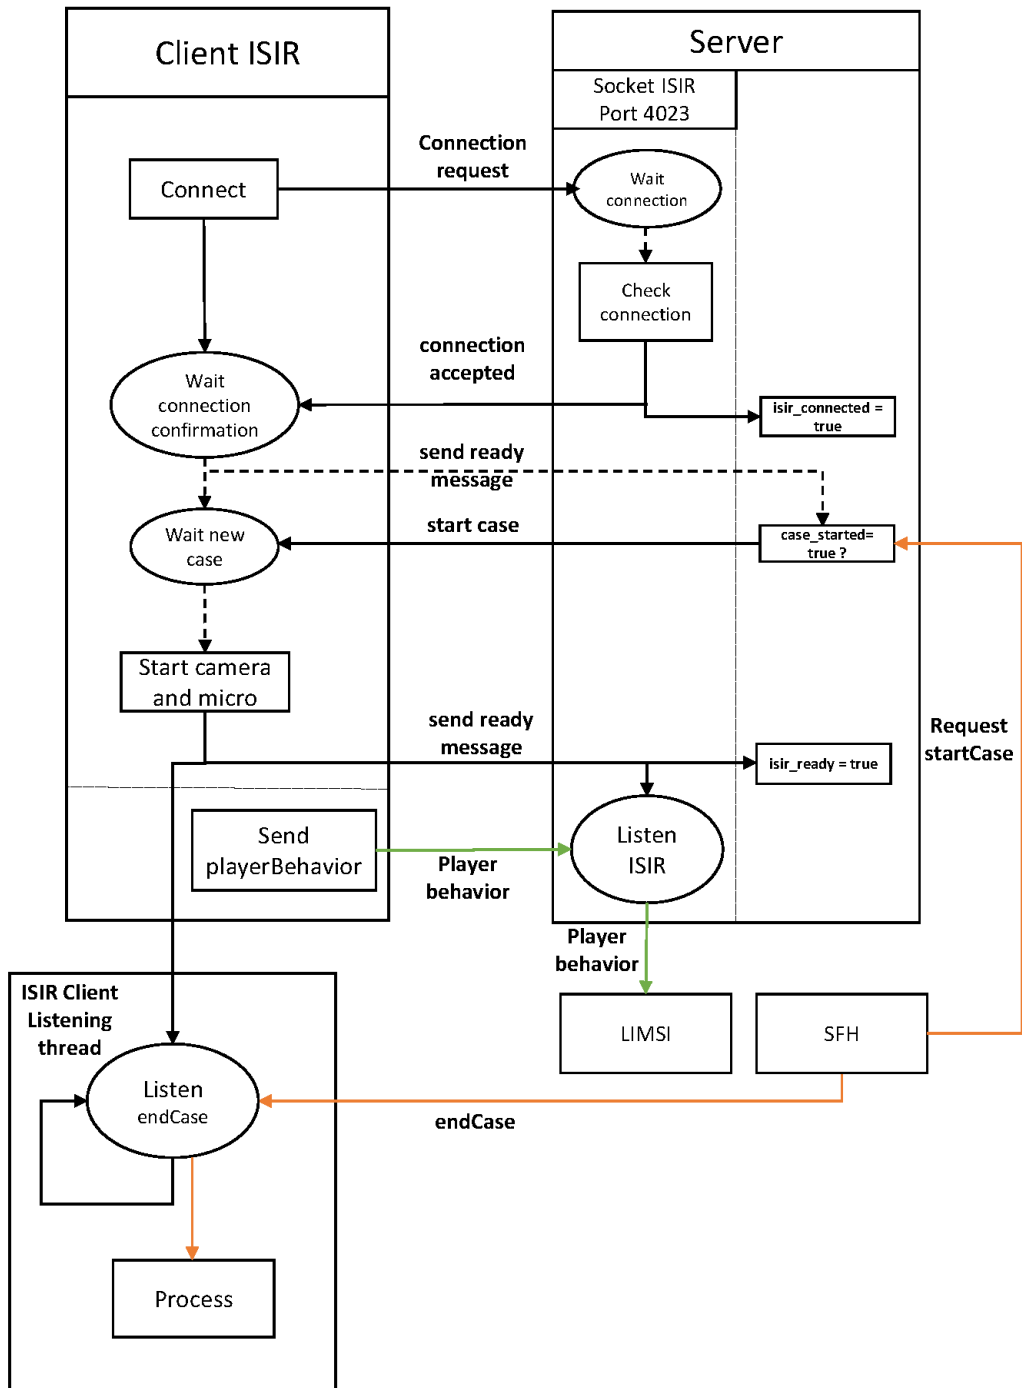 Client ISIR
Server
Socket ISIR
Port 4023
Connection
request
Connect
Wait
connection
Check
connection
connection
accepted
Wait
connection
confirmation
isir_connected =
true
send ready
message
Wait new
case
start case
case_started=
true ?
Start camera
and micro
send ready
message
isir_ready = true
Request
startCase
Send
playerBehavior
Player
behavior
Listen
ISIR
Player
behavior
ISIR Client
Listening
thread
LIMSI
SFH
Listen
endCase
endCase
Process